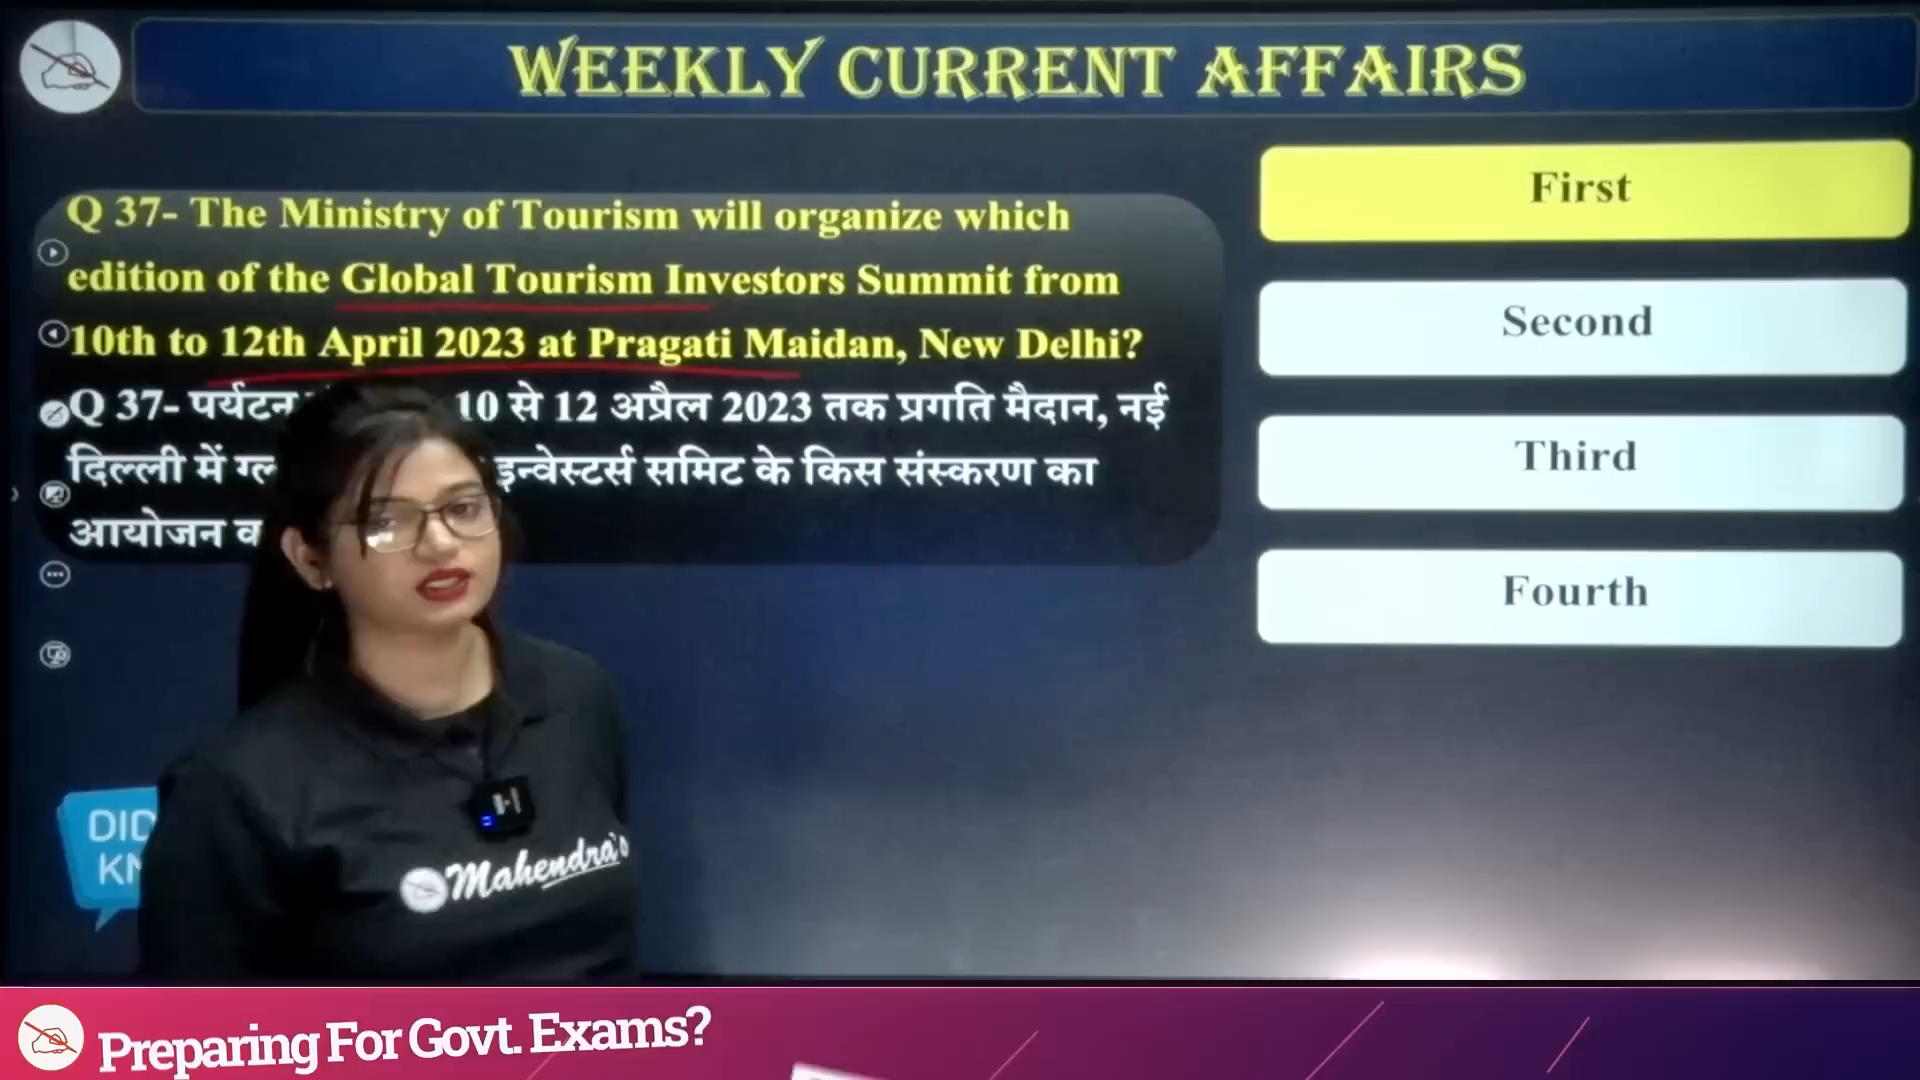 WEEKLY CURRENT AFFAIRS
Q 37- The Ministry of Tourism will organize which
edition of the Global Tourism Investors Summit from
10th to 12th April 2023 at Pragati Maidan, New Delhi?
Q 37- पर्यटन 10 से 12 अप्रैल 2023 तक प्रगति मैदान, नई
दिल्ली में इन्वेस्टर्स समिट के किस संस्करण का
आयोजन
First
Second
Third
Fourth
DID
Mahendra's
Preparing For Govt. Exams?